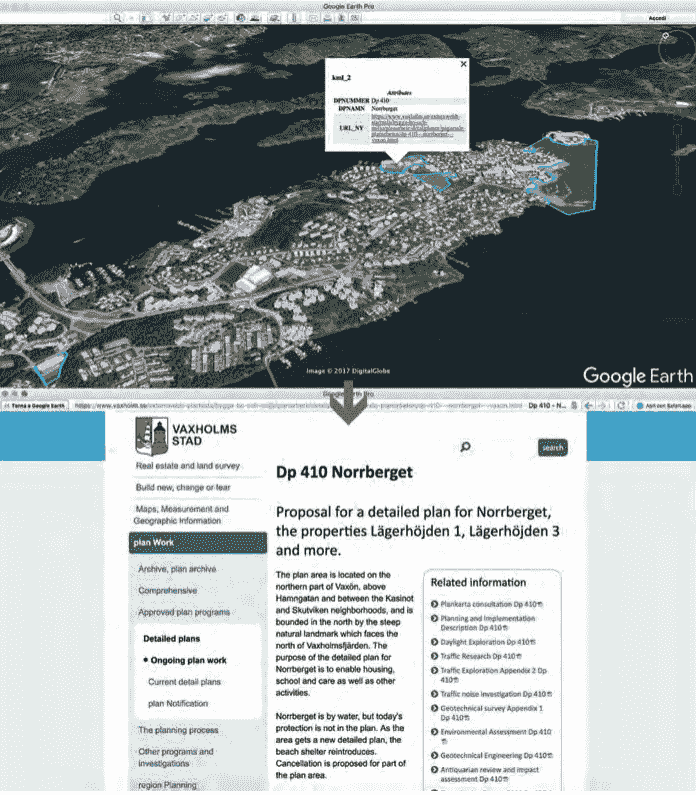 Google Earth Pro
Accedi
kml_2
Attributes
DPNUMMER Dp 410
DPNAMN Norrberget
URL_NY
Image © 2017 DigitalGlobe
Google Earth
Torna a Google Earth
Dp 410 - N...
VAXHOLMS
STAD
search
Real estate and land survey
Build new, change or tear
Maps, Measurement and
Geographic Information
plan Work
Archive, plan archive
Comprehensive
Approved plan programs
Detailed plans
Ongoing plan work
Current detail plans
plan Notification
The planning process
Other programs and
investigations
region Planning
Dp 410 Norrberget
Proposal for a detailed plan for Norrberget,
the properties Lägerhöjden 1, Lägerhöjden 3
and more.
The plan area is located on the
northern part of Vaxön, above
Hamngatan and between the Kasinot
and Skutviken neighborhoods, and is
bounded in the north by the sleep
natural landmark which faces the
north of Vaxholmsfjärden. The
purpose of the detailed plan for
Norrberget is to enable housing,
school and care as well as other
activities.
Norrberget is by water, but today's
protection is not in the plan. As the
area gets a new detailed plan, the
beach shelter reintroduces.
Cancellation is proposed for part of
the plan area.
Related information
Plankarta consultation Dp 410
Planning and Implementation
Description Dp 410
Daylight Exploration Dp 410
Traffic Research Dp 410
Traffic Exploration Appendix 2 Dp
410
Traffic noise investigation Dp 410
Geotechnical survey Appendix 1
Dp 410
Environmental Assessment Dp 410
Geotechnical Engineering Dp 410
Antiquarian review and impact
assessment Dp 410